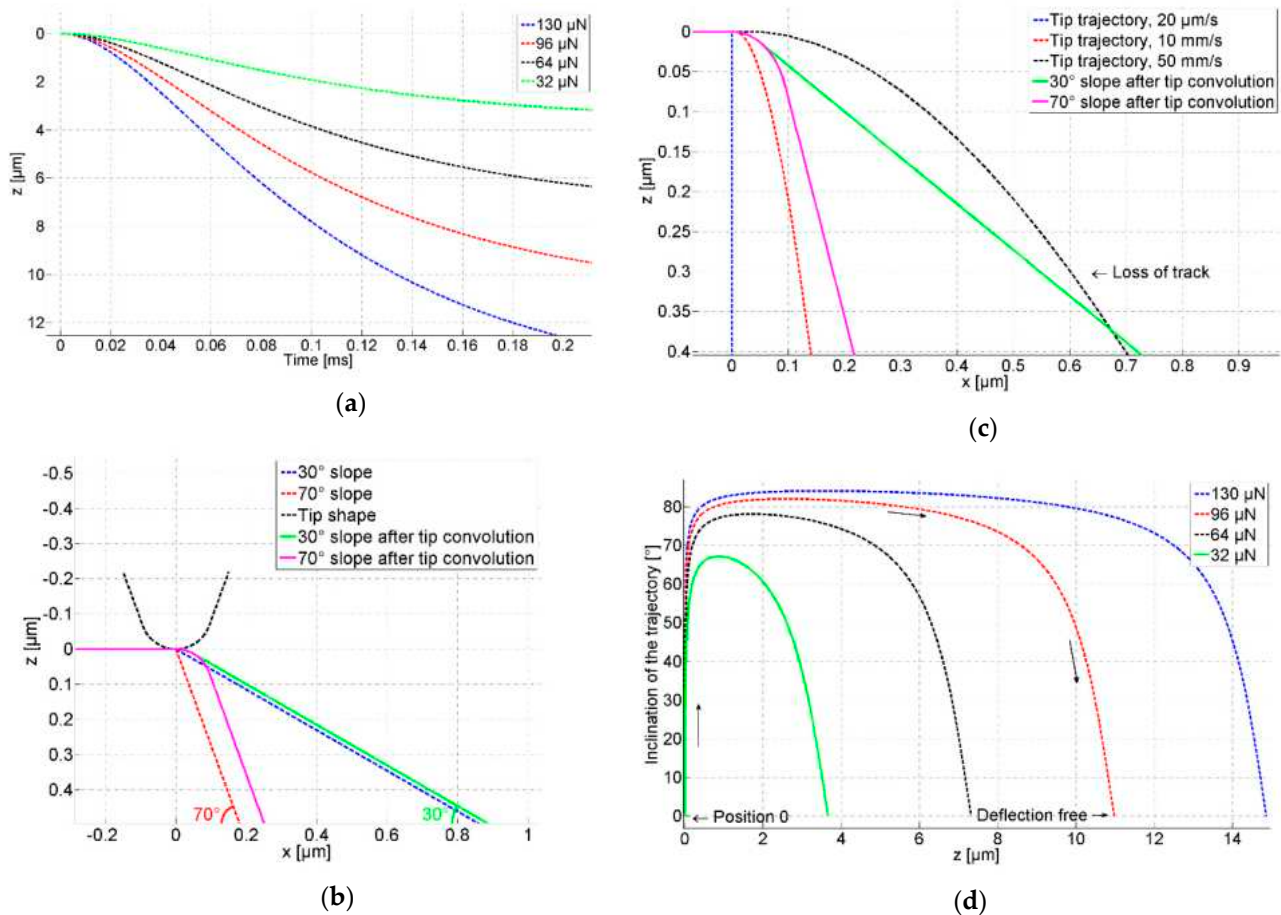 130 µN
96 µN
64 µN
32 µN
0
2
4
6
8
10
12
z [µm]
0 0.02 0.04 0.06 0.08 0.1 0.12 0.14 0.16 0.18 0.2
Time [ms]
(a)
Tip trajectory, 20 µm/s
Tip trajectory, 10 mm/s
Tip trajectory, 50 mm/s
30° slope after tip convolution
70° slope after tip convolution
0
0.05
0.1
0.15
0.2
0.25
0.3
0.35
0.4
z [µm]
← Loss of track
0 0.1 0.2 0.3 0.4 0.5 0.6 0.7 0.8 0.9
x [µm]
(c)
30° slope
70° slope
Tip shape
30° slope after tip convolution
70° slope after tip convolution
-0.5
-0.4
-0.3
-0.2
-0.1
0
0.1
0.2
0.3
0.4
z [µm]
70°
30°
-0.2 0 0.2 0.4 0.6 0.8 1
x [µm]
(b)
130 µN
96 µN
64 µN
32 µN
80
70
60
50
40
30
20
10
0
Inclination of the trajectory [°]
← Position 0
Deflection free→
0 2 4 6 8 10 12 14
z [µm]
(d)